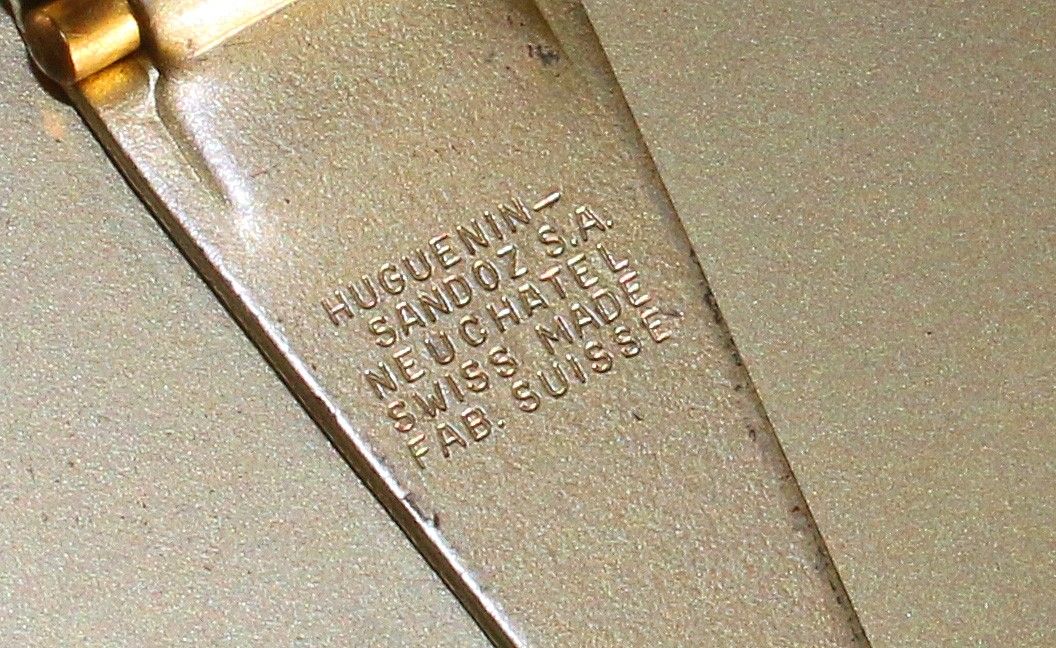 HUGUENIN–
SANDOZ S.A.
NEUCHATEL
SWISS MADE
FAB. SUISSE